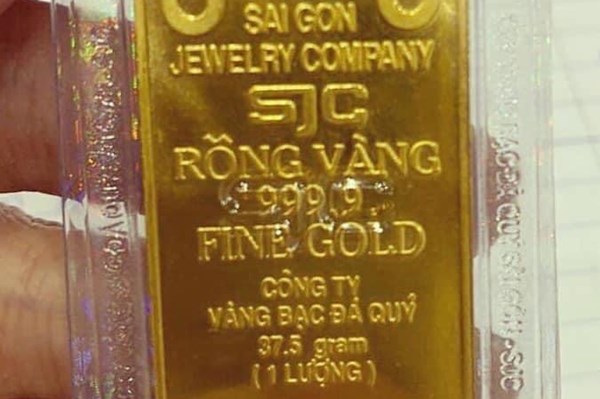 SAI GON
JEWELRY COMPANY
SJC
RỒNG VÀNG
999,9
FINE GOLD
CÔNG TY
VÀNG BẠC ĐÁ QUÝ
37.5 gram
(1 LƯỢNG)